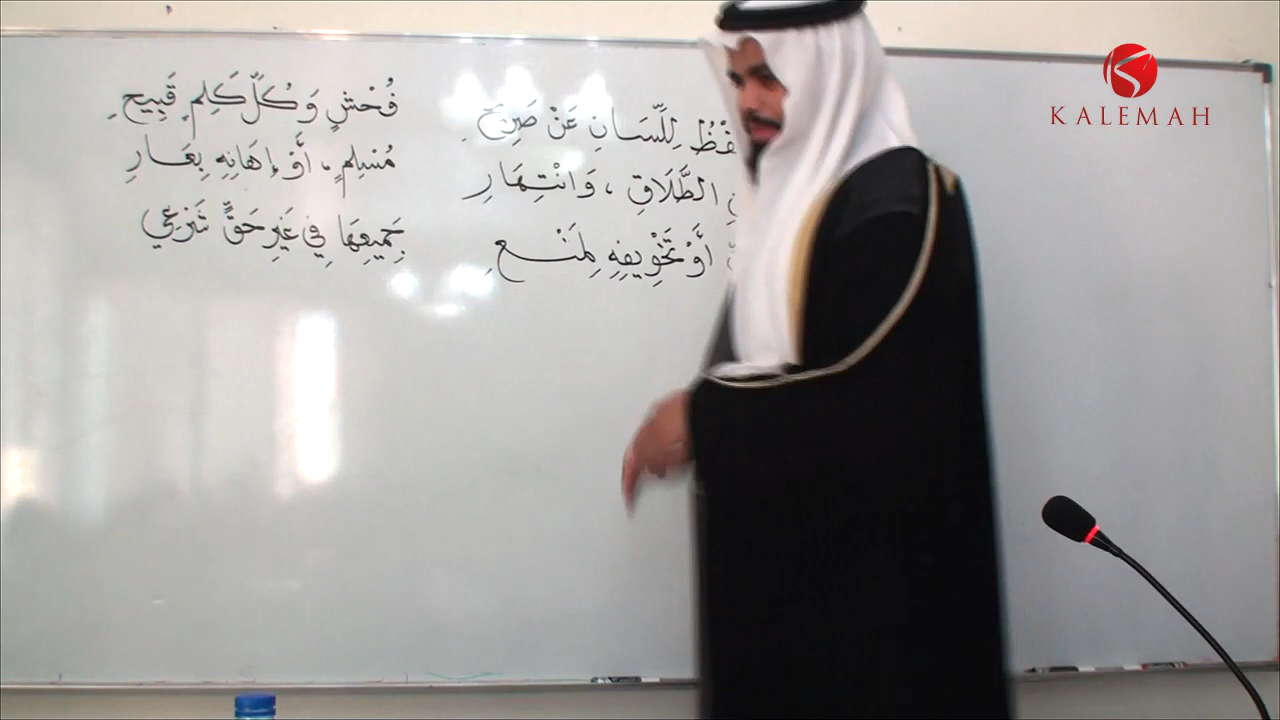 لِلِّسَانِ عَنْ صَرِيحِ فُحْشٍ وَكُلِّ كَلِمٍ قَبِيحِ
الطَّلَاقِ ، وَانْتِهَارِ مُسْلِمٍ ، أَوْ إِهَانِهِ بِعَارِ
أَوْ تَخْوِيفِهِ لِمَنْعِ جَمِيعِهَا فِي غَيْرِ حَقٍّ شَرْعِي
KALEMAH